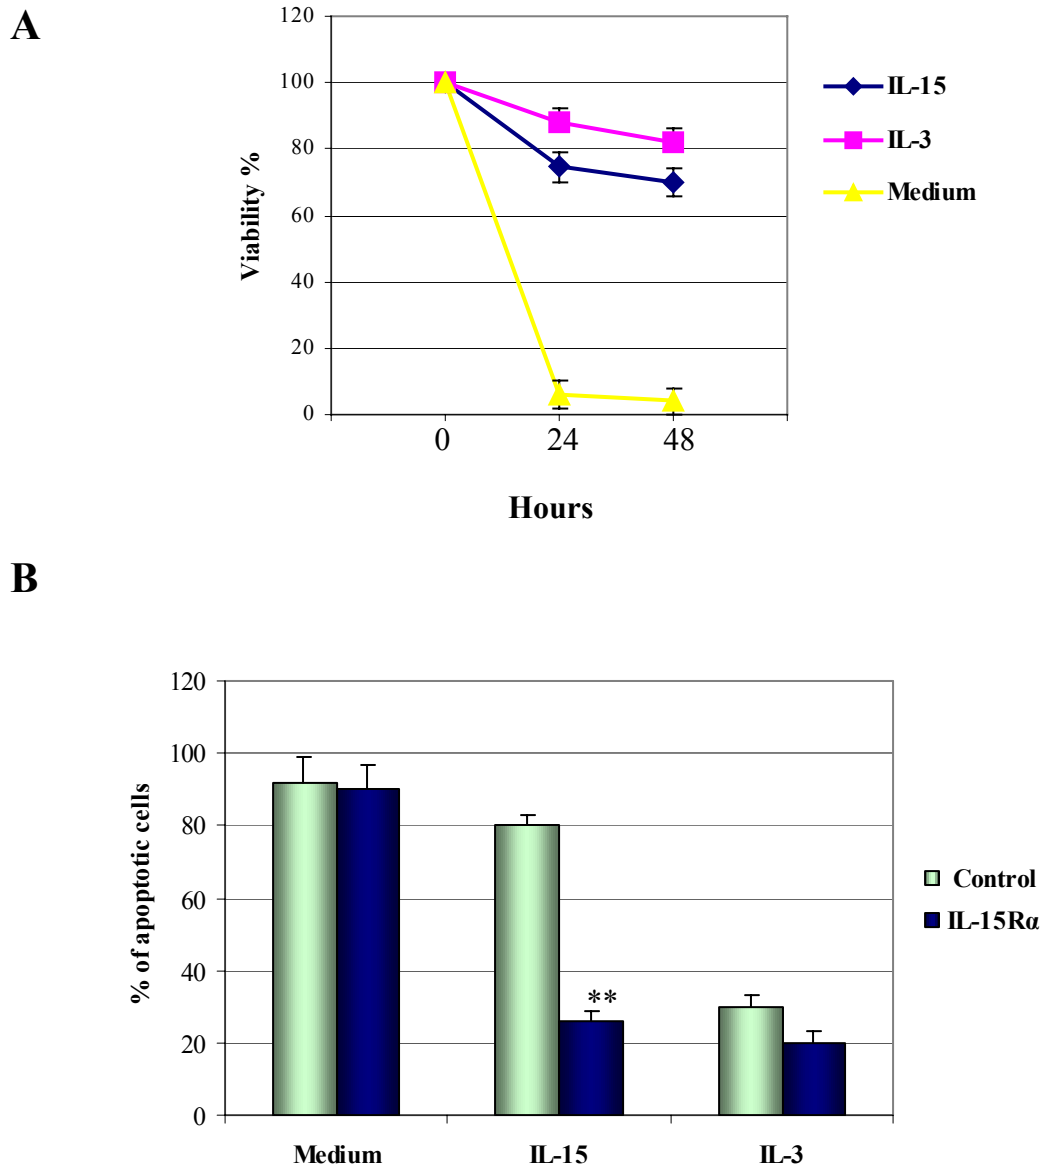 A
120
100
80
60
40
20
0
Viability %
0 24 48
Hours
IL-15
IL-3
Medium
B
120
100
80
60
40
20
0
% of apoptotic cells
**
Medium IL-15 IL-3
Control
IL-15Rα